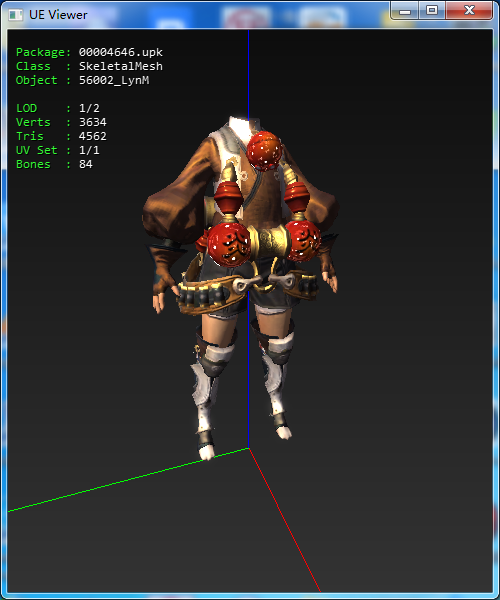 UE Viewer
Package: 00004646.upk
Class : SkeletalMesh
Object : 56002_LynM
LOD : 1/2
Verts : 3634
Tris : 4562
UV Set : 1/1
Bones : 84